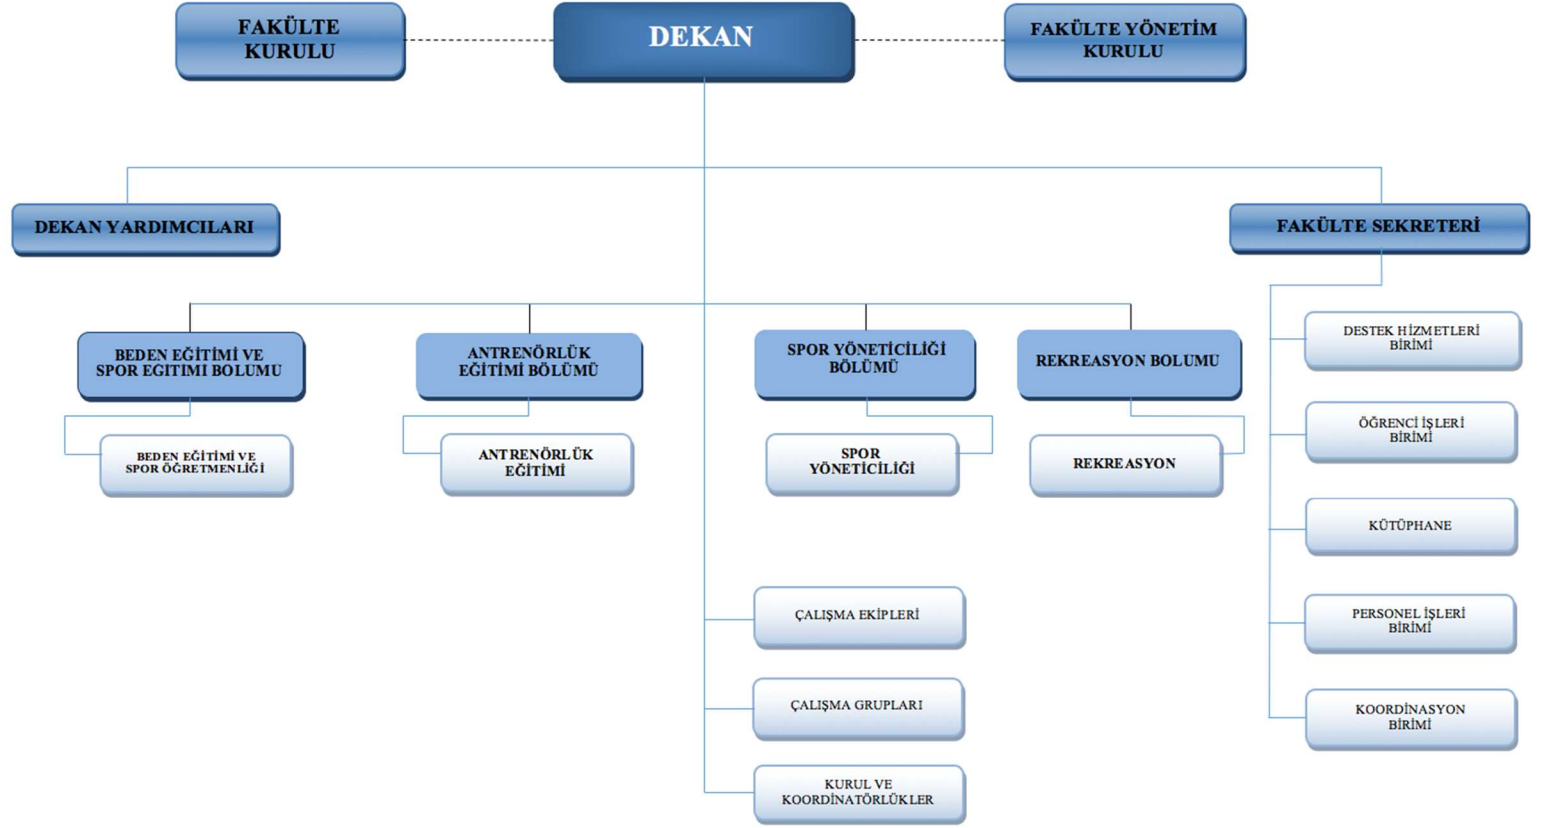 FAKÜLTE
KURULU
DEKAN
FAKÜLTE YÖNETİM
KURULU
DEKAN YARDIMCILARI
FAKÜLTE SEKRETERİ
BEDEN EĞİTİMİ VE
SPOR EGITIMI BOLUMU
ANTRENÖRLÜK
EĞİTİMİ BÖLÜMÜ
SPOR YÖNETİCİLİĞİ
BÖLÜMÜ
REKREASYON BOLUMU
BEDEN EĞİTİMİ VE
SPOR ÖĞRETMENLİĞİ
ANTRENÖRLÜK
EĞİTİMİ
SPOR
YÖNETİCİLİĞİ
REKREASYON
DESTEK HİZMETLERİ
BİRİMİ
ÖĞRENCİ İŞLERİ
BİRİMİ
KÜTÜPHANE
PERSONEL İŞLERİ
BİRİMİ
KOORDİNASYON
BİRİMİ
ÇALIŞMA EKİPLERİ
ÇALIŞMA GRUPLARI
KURUL VE
KOORDİNATÖRLÜKLER